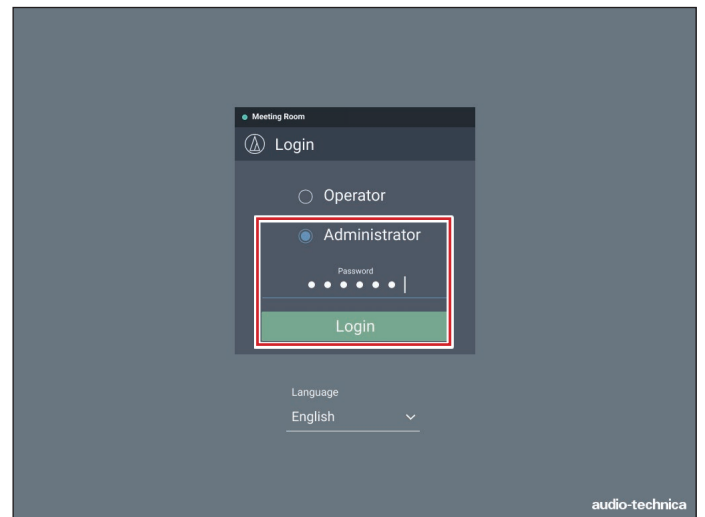 Meeting Room
Login
Operator
Administrator
Password
Login
Language
English
audio-technica